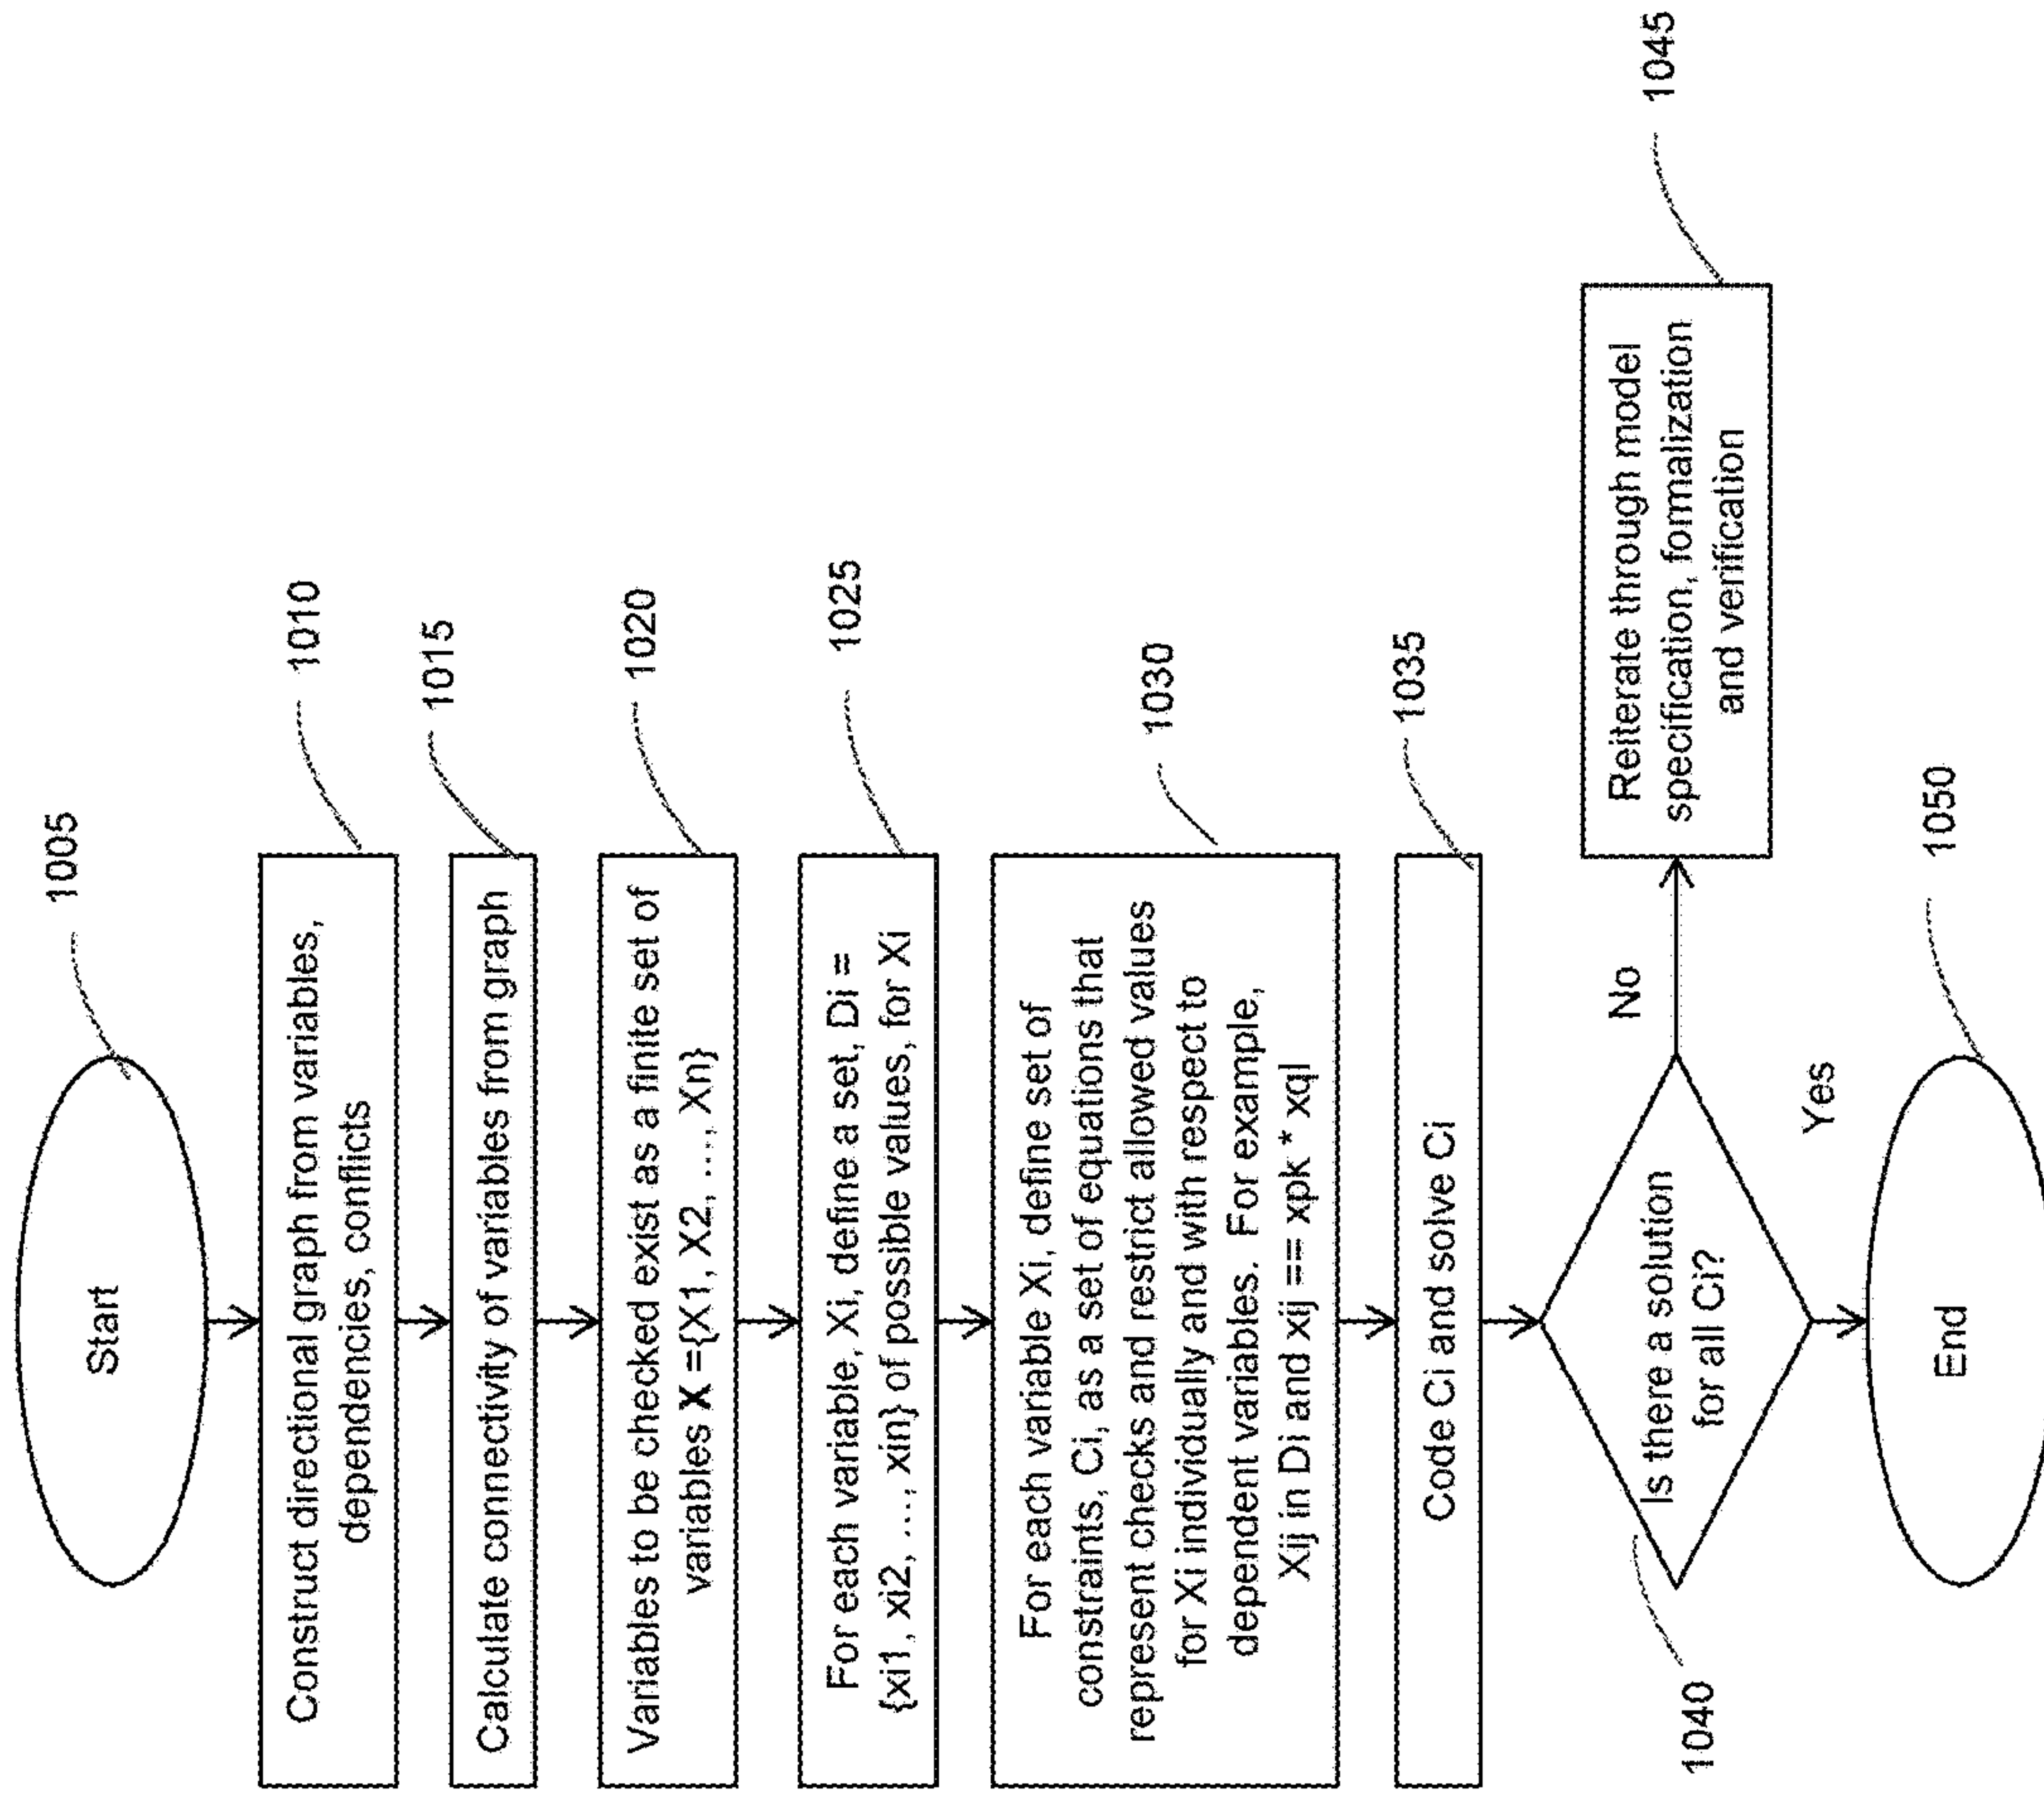 Start
1005
Construct directional graph from variables,
dependencies, conflicts
1010
Calculate connectivity of variables from graph
1015
Variables to be checked exist as a finite set of
variables X ={X1, X2, ..., Xn}
1020
For each variable, Xi, define a set, Di =
{xi1, xi2, ..., xin} of possible values, for Xi
1025
For each variable Xi, define set of
constraints, Ci, as a set of equations that
represent checks and restrict allowed values
for Xi individually and with respect to
dependent variables. For example,
Xij in Di and xij == xpk * xql
1030
Code Ci and solve Ci
1035
Is there a solution
for all Ci?
1040
No
Reiterate through model
specification, formalization
and verification
1045
Yes
End
1050